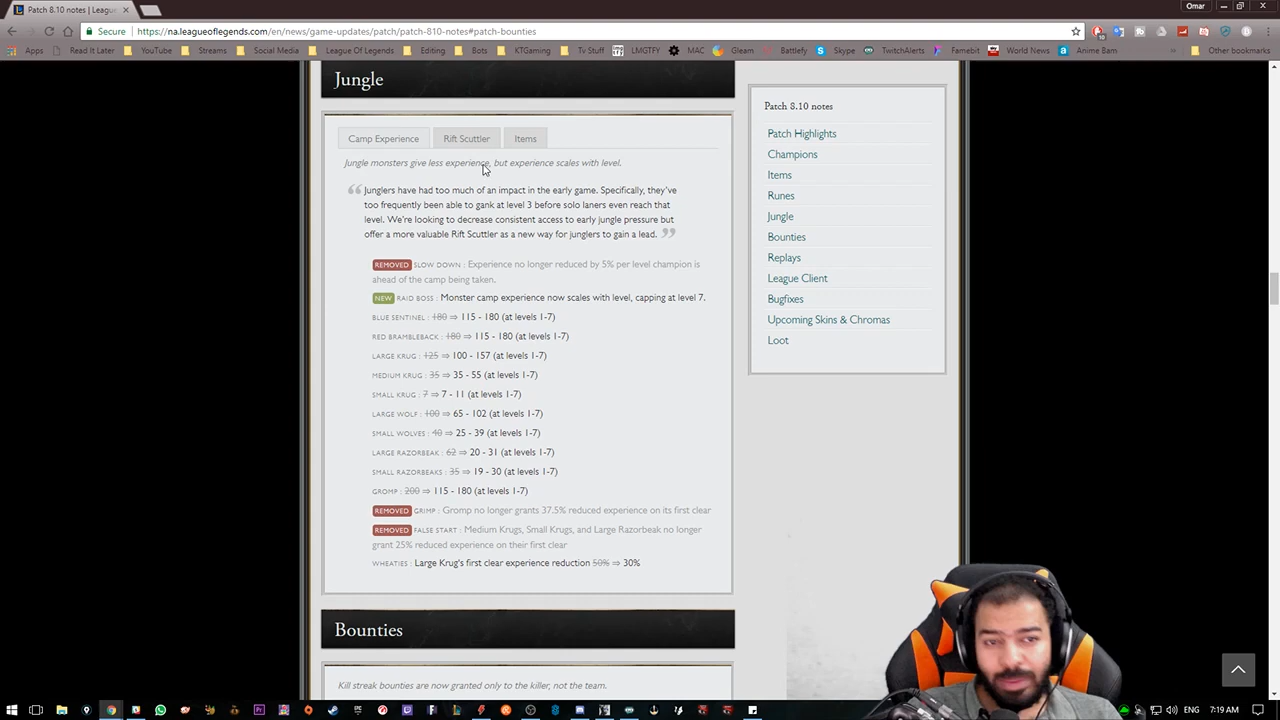 Patch 8.10 notes | Leagu
Omar
Secure
https://na.leagueoflegends.com/en/news/game-updates/patch/patch-810-notes#patch-bounties
Apps Read It Later YouTube Streams Social Media League Of Legends Editing Bots KTGaming Tv Stuff LMGTFY MAC Gleam Battlefy Skype TwitchAlerts Famebit World News Anime Bam Other bookmarks
Jungle
Camp Experience Rift Scuttler Items
Jungle monsters give less experience, but experience scales with level.
Junglers have had too much of an impact in the early game. Specifically, they've
too frequently been able to gank at level 3 before solo laners even reach that
level. We're looking to decrease consistent access to early jungle pressure but
offer a more valuable Rift Scuttler as a new way for junglers to gain a lead.
REMOVED SLOW DOWN : Experience no longer reduced by 5% per level champion is
ahead of the camp being taken.
NEW RAID BOSS : Monster camp experience now scales with level, capping at level 7.
BLUE SENTINEL : 180 ⇒ 115 - 180 (at levels 1-7)
RED BRAMBLEBACK : 180 ⇒ 115 - 180 (at levels 1-7)
LARGE KRUG : 125 ⇒ 100 - 157 (at levels 1-7)
MEDIUM KRUG : 35 ⇒ 35 - 55 (at levels 1-7)
SMALL KRUG : 7 ⇒ 7 - 11 (at levels 1-7)
LARGE WOLF : 100 ⇒ 65 - 102 (at levels 1-7)
SMALL WOLVES : 40 ⇒ 25 - 39 (at levels 1-7)
LARGE RAZORBEAK : 62 ⇒ 20 - 31 (at levels 1-7)
SMALL RAZORBEAKS : 35 ⇒ 19 - 30 (at levels 1-7)
GROMP : 200 ⇒ 115 - 180 (at levels 1-7)
REMOVED GRIMP : Gromp no longer grants 37.5% reduced experience on its first clear
REMOVED FALSE START : Medium Krugs, Small Krugs, and Large Razorbeak no longer
grant 25% reduced experience on their first clear
WHEATIES : Large Krug's first clear experience reduction 50% ⇒ 30%
Bounties
Kill streak bounties are now granted only to the killer, not the team.
Patch 8.10 notes
Patch Highlights
Champions
Items
Runes
Jungle
Bounties
Replays
League Client
Bugfixes
Upcoming Skins & Chromas
Loot
7:19 AM